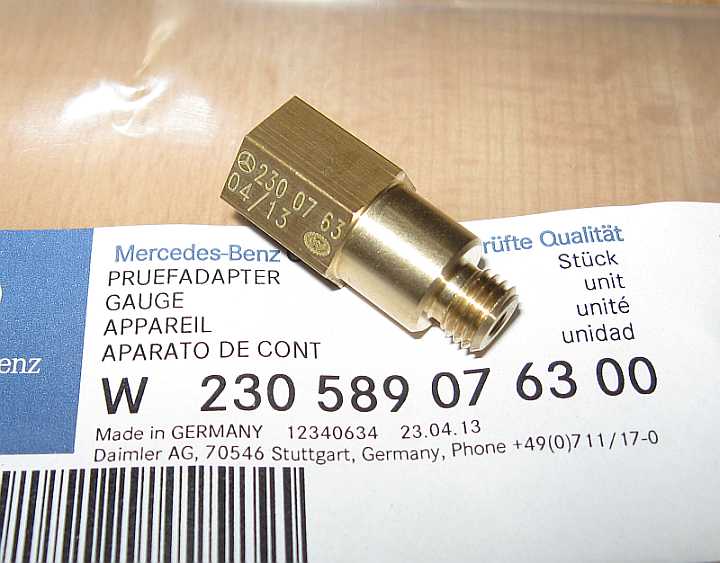 230 07 63
04/13
Mercedes-Benz
rüfte Qualität
PRUEFADAPTER
GAUGE
APPAREIL
APARATO DE CONT
Stück
unit
unité
unidad
enz
W 230 589 07 63 00
Made in GERMANY 12340634 23.04.13
Daimler AG, 70546 Stuttgart, Germany, Phone +49(0)711/17-0